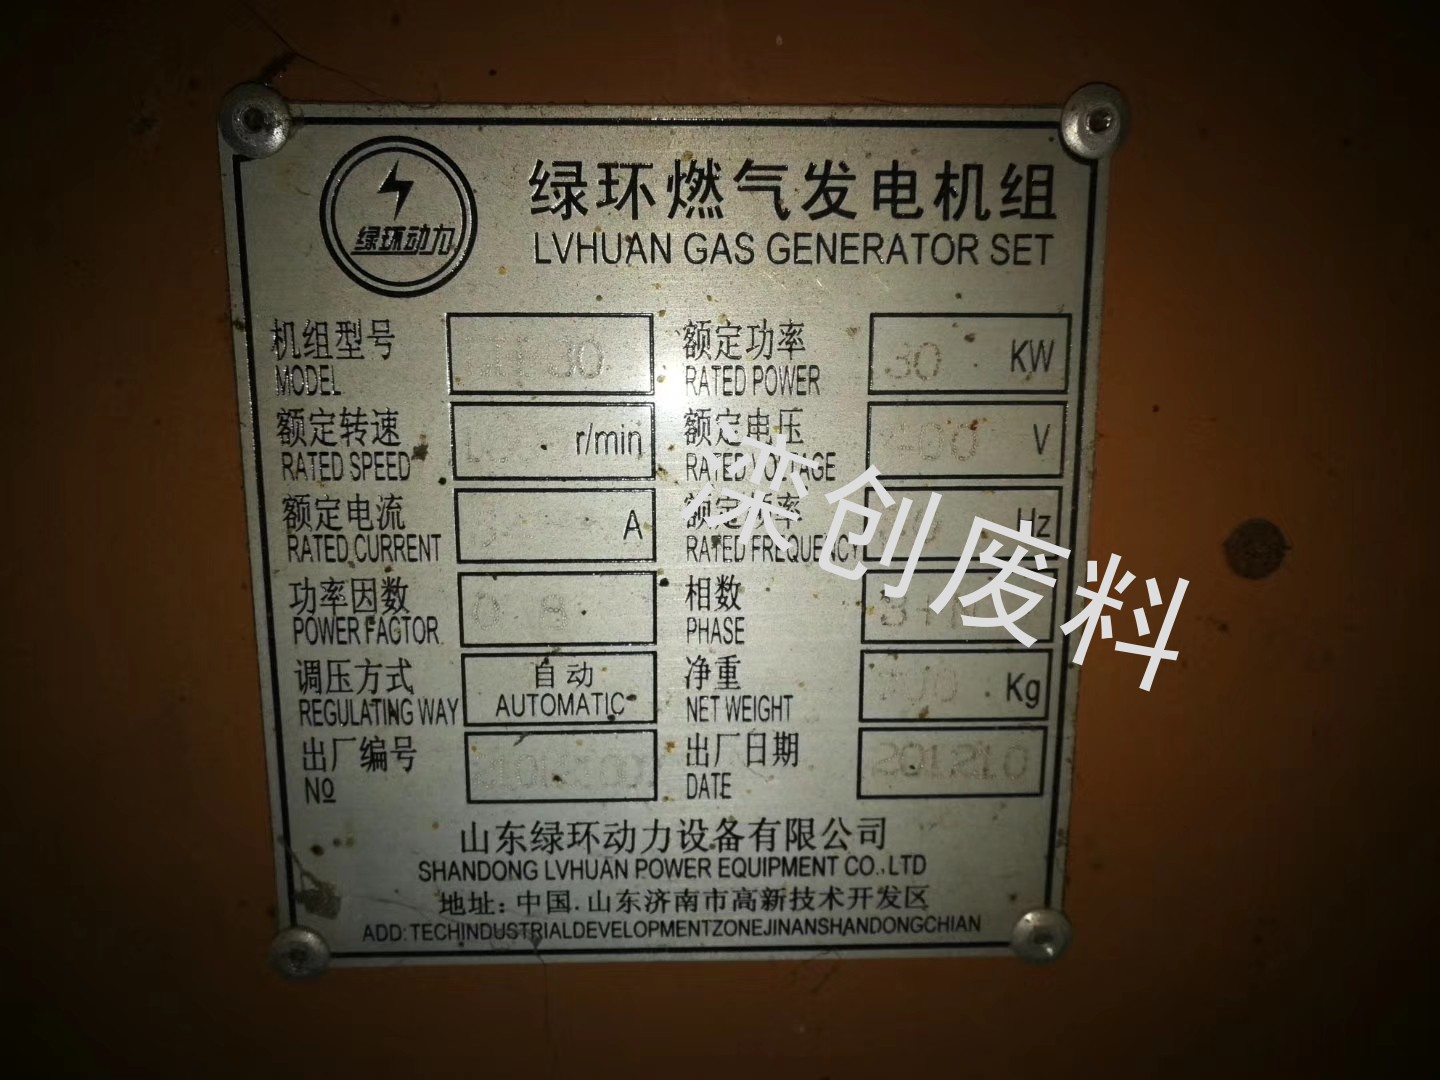 绿环动力
绿环燃气发电机组
LVHUAN GAS GENERATOR SET
机组型号 额定功率
MODEL RATED POWER 30 KW
额定转速 额定电压
RATED SPEED r/min RATED VOLTAGE 400 V
额定电流 额定频率
RATED CURRENT A RATED FREQUENCY Hz
功率因数 相数
POWER FACTOR 0.8 PHASE
调压方式 自动 净重
REGULATING WAY AUTOMATIC NET WEIGHT Kg
出厂编号 出厂日期
№ DATE
山东绿环动力设备有限公司
SHANDONG LVHUAN POWER EQUIPMENT CO.,LTD
地址:中国.山东济南市高新技术开发区
ADD:TECHINDUSTRIALDEVELOPMENTZONEJINANSHANDONGCHIAN
滦创废料